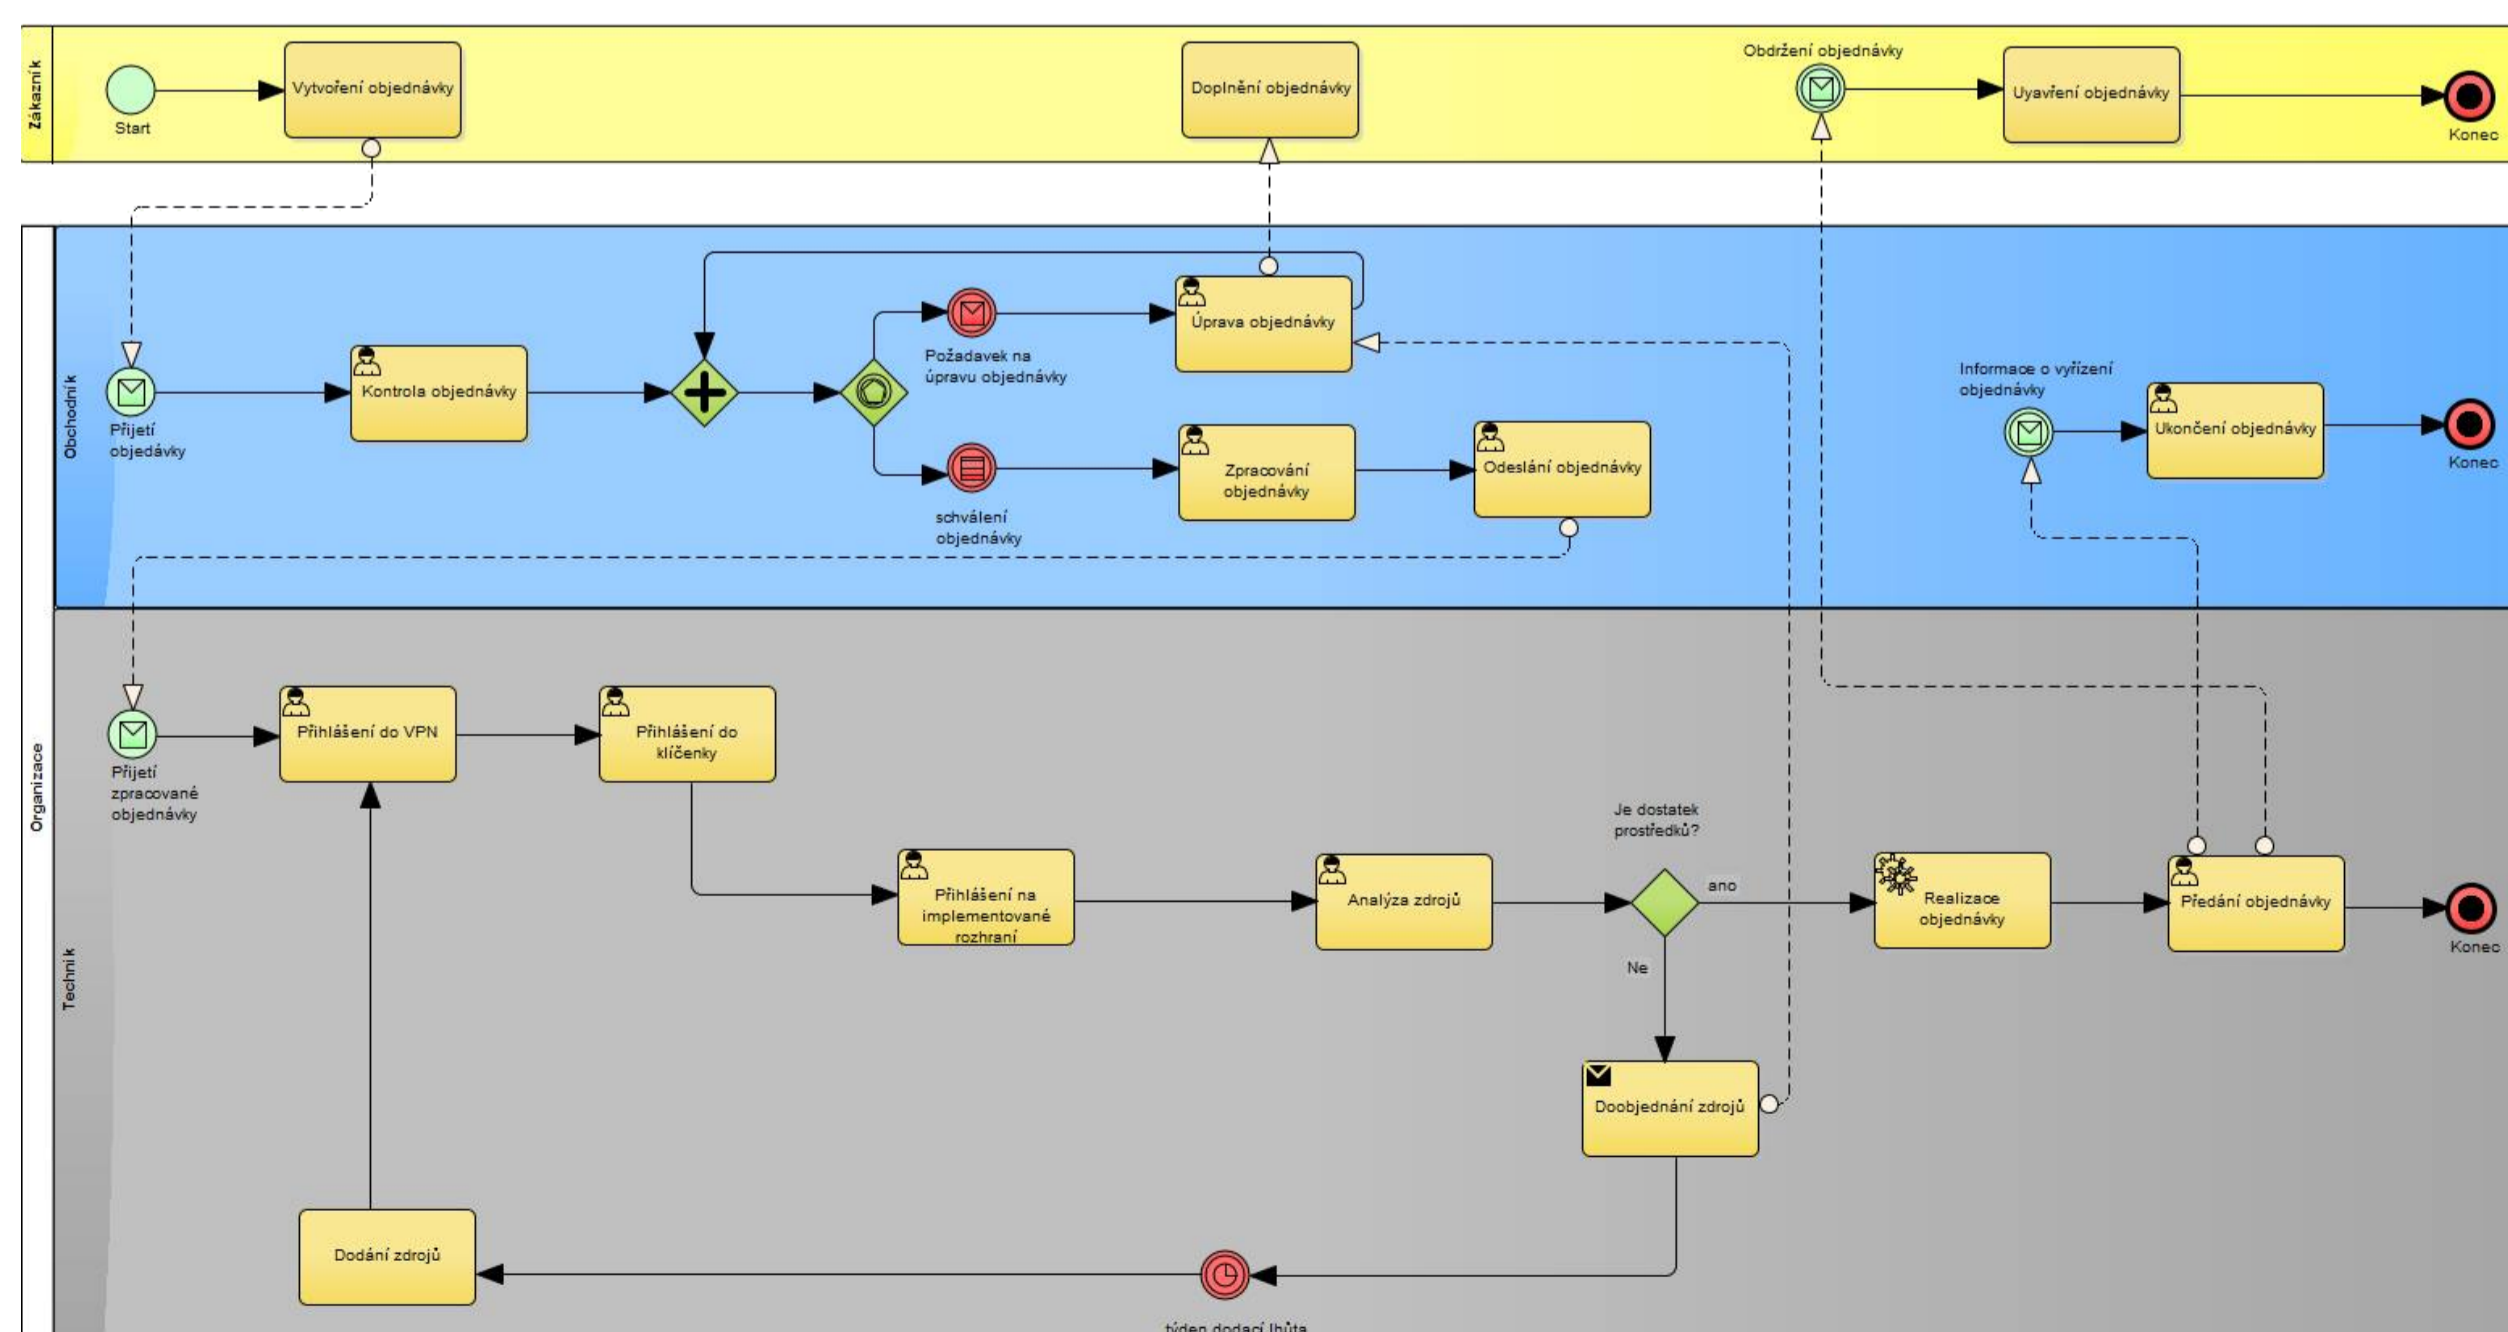 Zákazník
Start
Vytvoření objednávky
Doplnění objednávky
Obdržení objednávky
Uyavření objednávky
Konec
Organizace
Obchodník
Přijetí
objedávky
Kontrola objednávky
Požadavek na
úpravu objednávky
Úprava objednávky
schválení
objednávky
Zpracování
objednávky
Odeslání objednávky
Informace o vyřízení
objednávky
Ukončení objednávky
Konec
Technik
Přijetí
zpracované
objednávky
Přihlášení do VPN
Přihlášení do
klíčenky
Přihlášení na
implementované
rozhraní
Analýza zdrojů
Je dostatek
prostředků?
ano
Ne
Realizace
objednávky
Předání objednávky
Konec
Doobjednání zdrojů
Dodání zdrojů
týden dodací lhůta